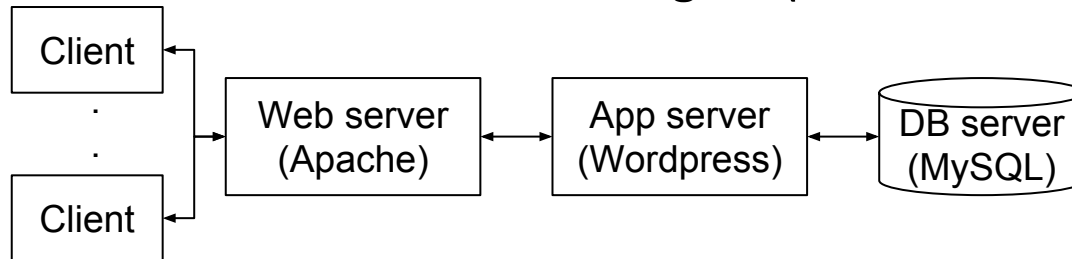 Client
Web server
(Apache)
App server
(Wordpress)
DB server
(MySQL)
Client